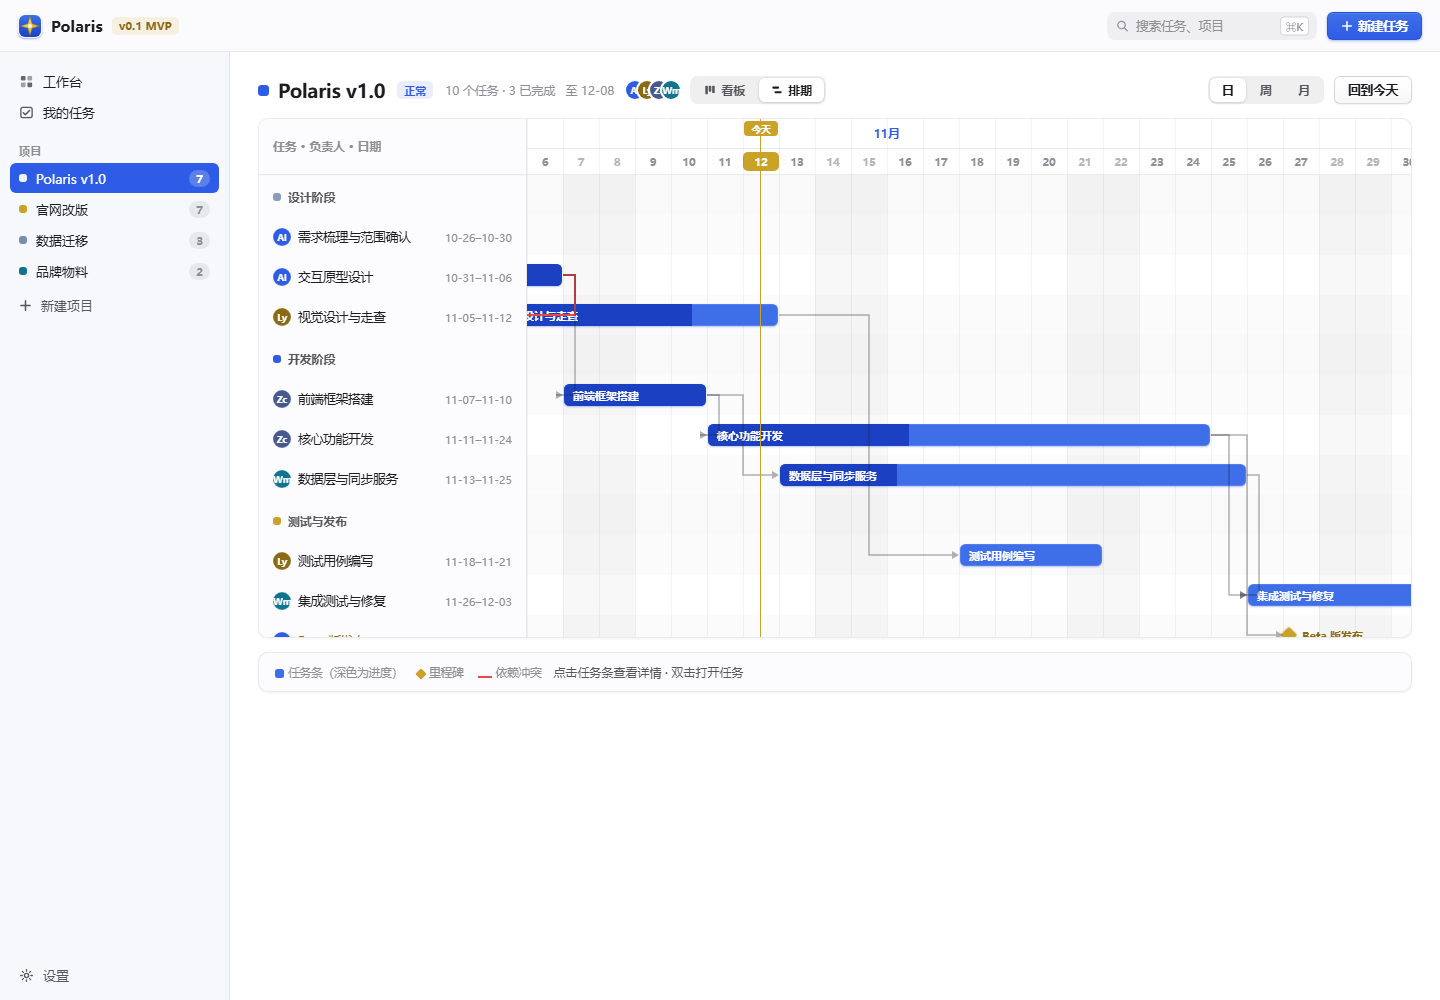 Polaris
v0.1 MVP
搜索任务、项目
⌘K
新建任务
工作台
我的任务
项目
Polaris v1.0
7
官网改版
7
数据迁移
3
品牌物料
2
新建项目
设置
Polaris v1.0
正常
10 个任务 · 3 已完成
至 12-08
Ly
Wm
看板
排期
日
周
月
回到今天
任务 • 负责人 • 日期
今天
11月
6 7 8 9 10 11 12 13 14 15 16 17 18 19 20 21 22 23 24 25 26 27 28 29 30
设计阶段
AI 需求梳理与范围确认 10-26–10-30
AI 交互原型设计 10-31–11-06
Ly 视觉设计与走查 11-05–11-12
设计与走查
开发阶段
Zc 前端框架搭建 11-07–11-10
前端框架搭建
Zc 核心功能开发 11-11–11-24
核心功能开发
Wm 数据层与同步服务 11-13–11-25
数据层与同步服务
测试与发布
Ly 测试用例编写 11-18–11-21
测试用例编写
Wm 集成测试与修复 11-26–12-03
集成测试与修复
Beta 版发布
任务条（深色为进度）
里程碑
依赖冲突
点击任务条查看详情 · 双击打开任务